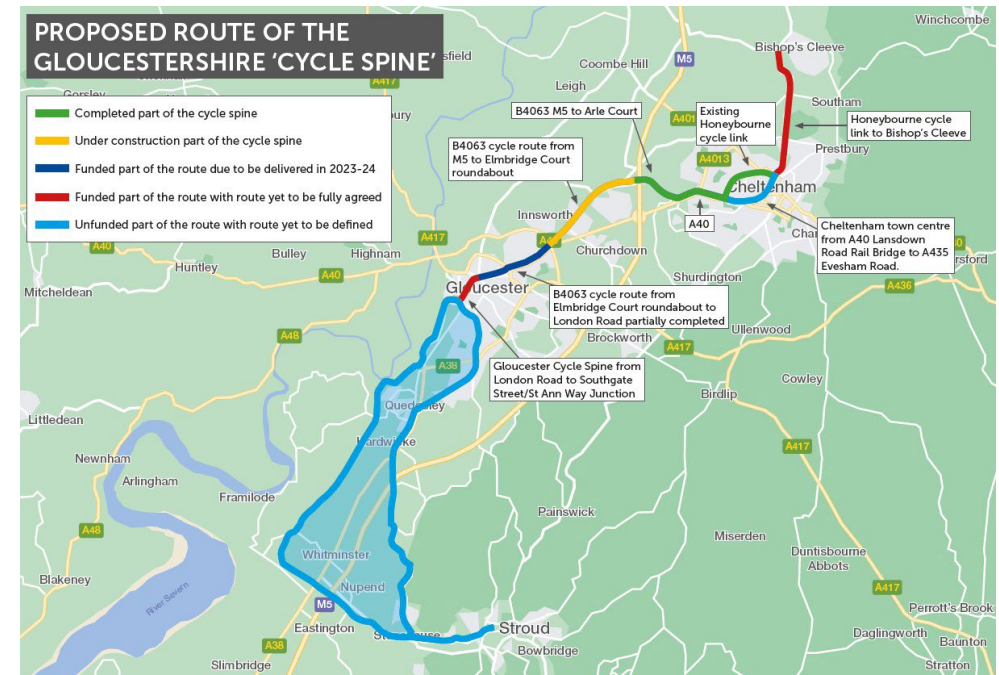 PROPOSED ROUTE OF THE
GLOUCESTERSHIRE ‘CYCLE SPINE’
Completed part of the cycle spine
Under construction part of the cycle spine
Funded part of the route due to be delivered in 2023-24
Funded part of the route with route yet to be fully agreed
Unfunded part of the route with route yet to be defined
Winchcombe
Bishop's Cleeve
Coombe Hill
M5
A417
Leigh
Southam
B4063 M5 to Arle Court
Existing
Honeybourne
cycle link
Honeybourne cycle
link to Bishop's Cleeve
Prestbury
B4063 cycle route from
M5 to Elmbridge Court
roundabout
A4013
Cheltenham
Innsworth
A40
Cheltenham town centre
from A40 Lansdown
Road Rail Bridge to A435
Evesham Road.
A417
A40
Bulley
Highnam
Huntley
A40
Churchdown
Shurdington
A436
Mitcheldean
Gloucester
B4063 cycle route from
Elmbridge Court roundabout to
London Road partially completed
A48
Brockworth
Ullenwood
A417
A38
Gloucester Cycle Spine from
London Road to Southgate
Street/St Ann Way Junction
Cowley
Birdlip
Quedgeley
Littledean
Hardwicke
A417
Newnham
Arlingham
Framilode
Painswick
A48
Miserden
Whitminster
Duntisbourne
Abbots
Blakeney
Nupend
River Severn
M5
A417
Perrott's Brook
Eastington
Stroud
Daglingworth
Baunton
A38
Bowbridge
Slimbridge
Stratton